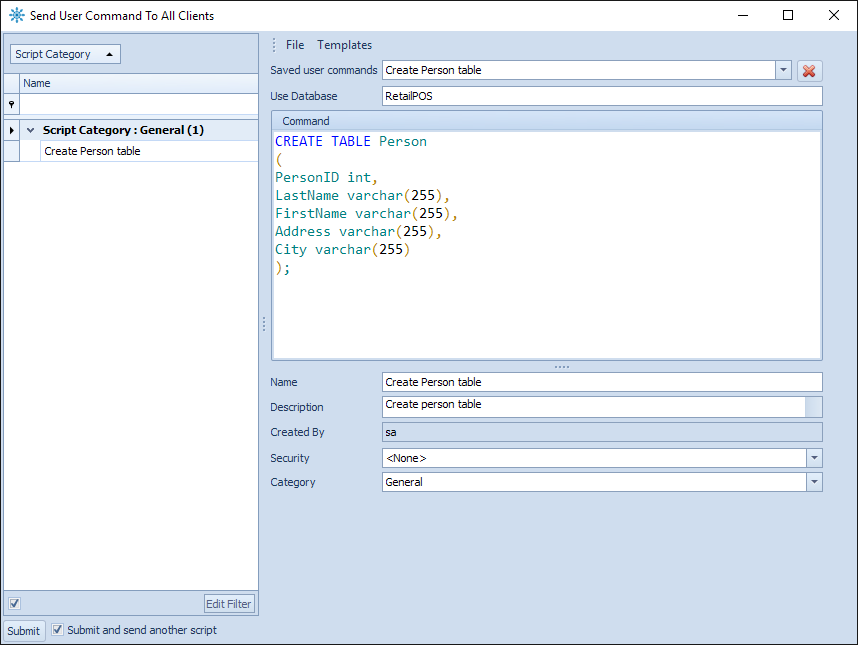 Send User Command To All Clients
Script Category
Name
Script Category : General (1)
Create Person table
Edit Filter
File Templates
Saved user commands Create Person table
Use Database RetailPOS
Command
CREATE TABLE Person
(
PersonID int,
LastName varchar(255),
FirstName varchar(255),
Address varchar(255),
City varchar(255)
);
Name Create Person table
Description Create person table
Created By sa
Security <None>
Category General
Submit Submit and send another script